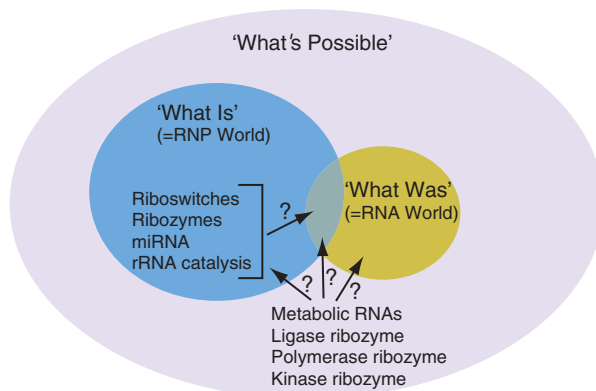 ‘What's Possible’
‘What Is’
(=RNP World)
‘What Was’
(=RNA World)
Riboswitches
Ribozymes
miRNA
rRNA catalysis
?
?
?
?
Metabolic RNAs
Ligase ribozyme
Polymerase ribozyme
Kinase ribozyme